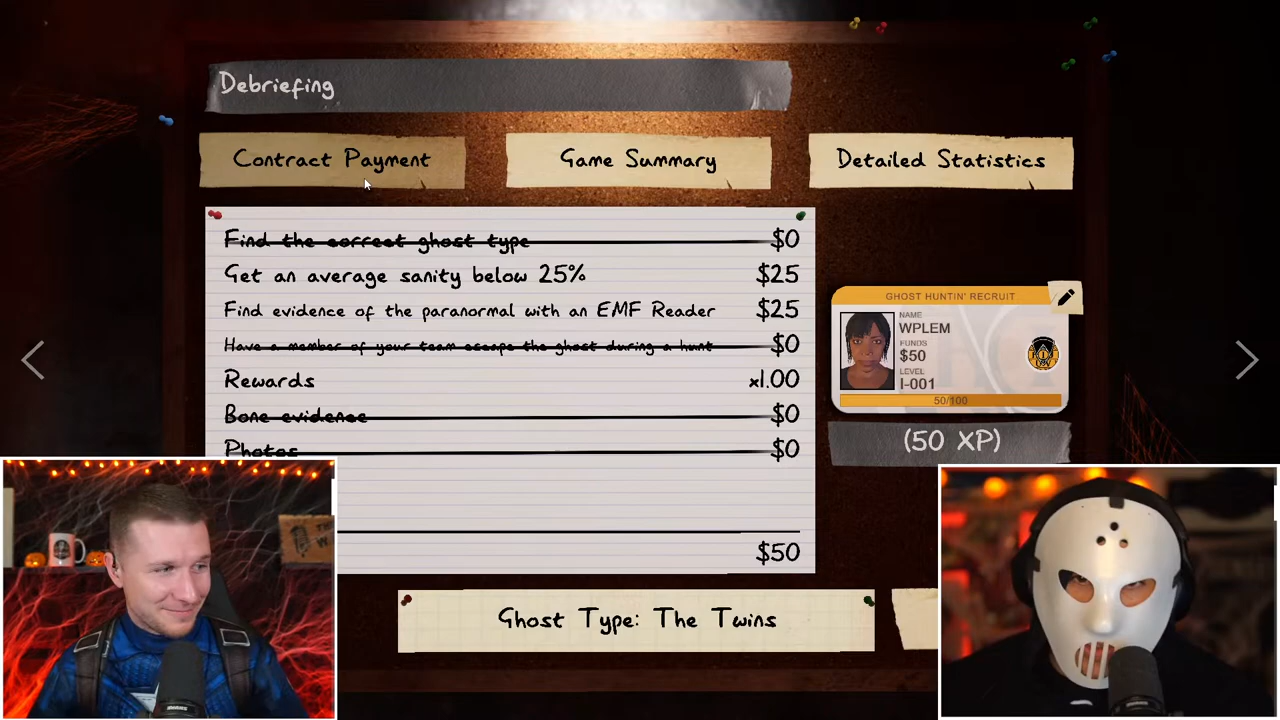 Debriefing
Contract Payment
Game Summary
Detailed Statistics
Find the correct ghost type $0
Get an average sanity below 25% $25
Find evidence of the paranormal with an EMF Reader $25
Have a member of your team escape the ghost during a hunt $0
Rewards x1.00
Bone evidence $0
Photos $0
$50
GHOST HUNTIN' RECRUIT
NAME
WPLEM
FUNDS
$50
LEVEL
I-001
50/100
(50 XP)
Ghost Type: The Twins